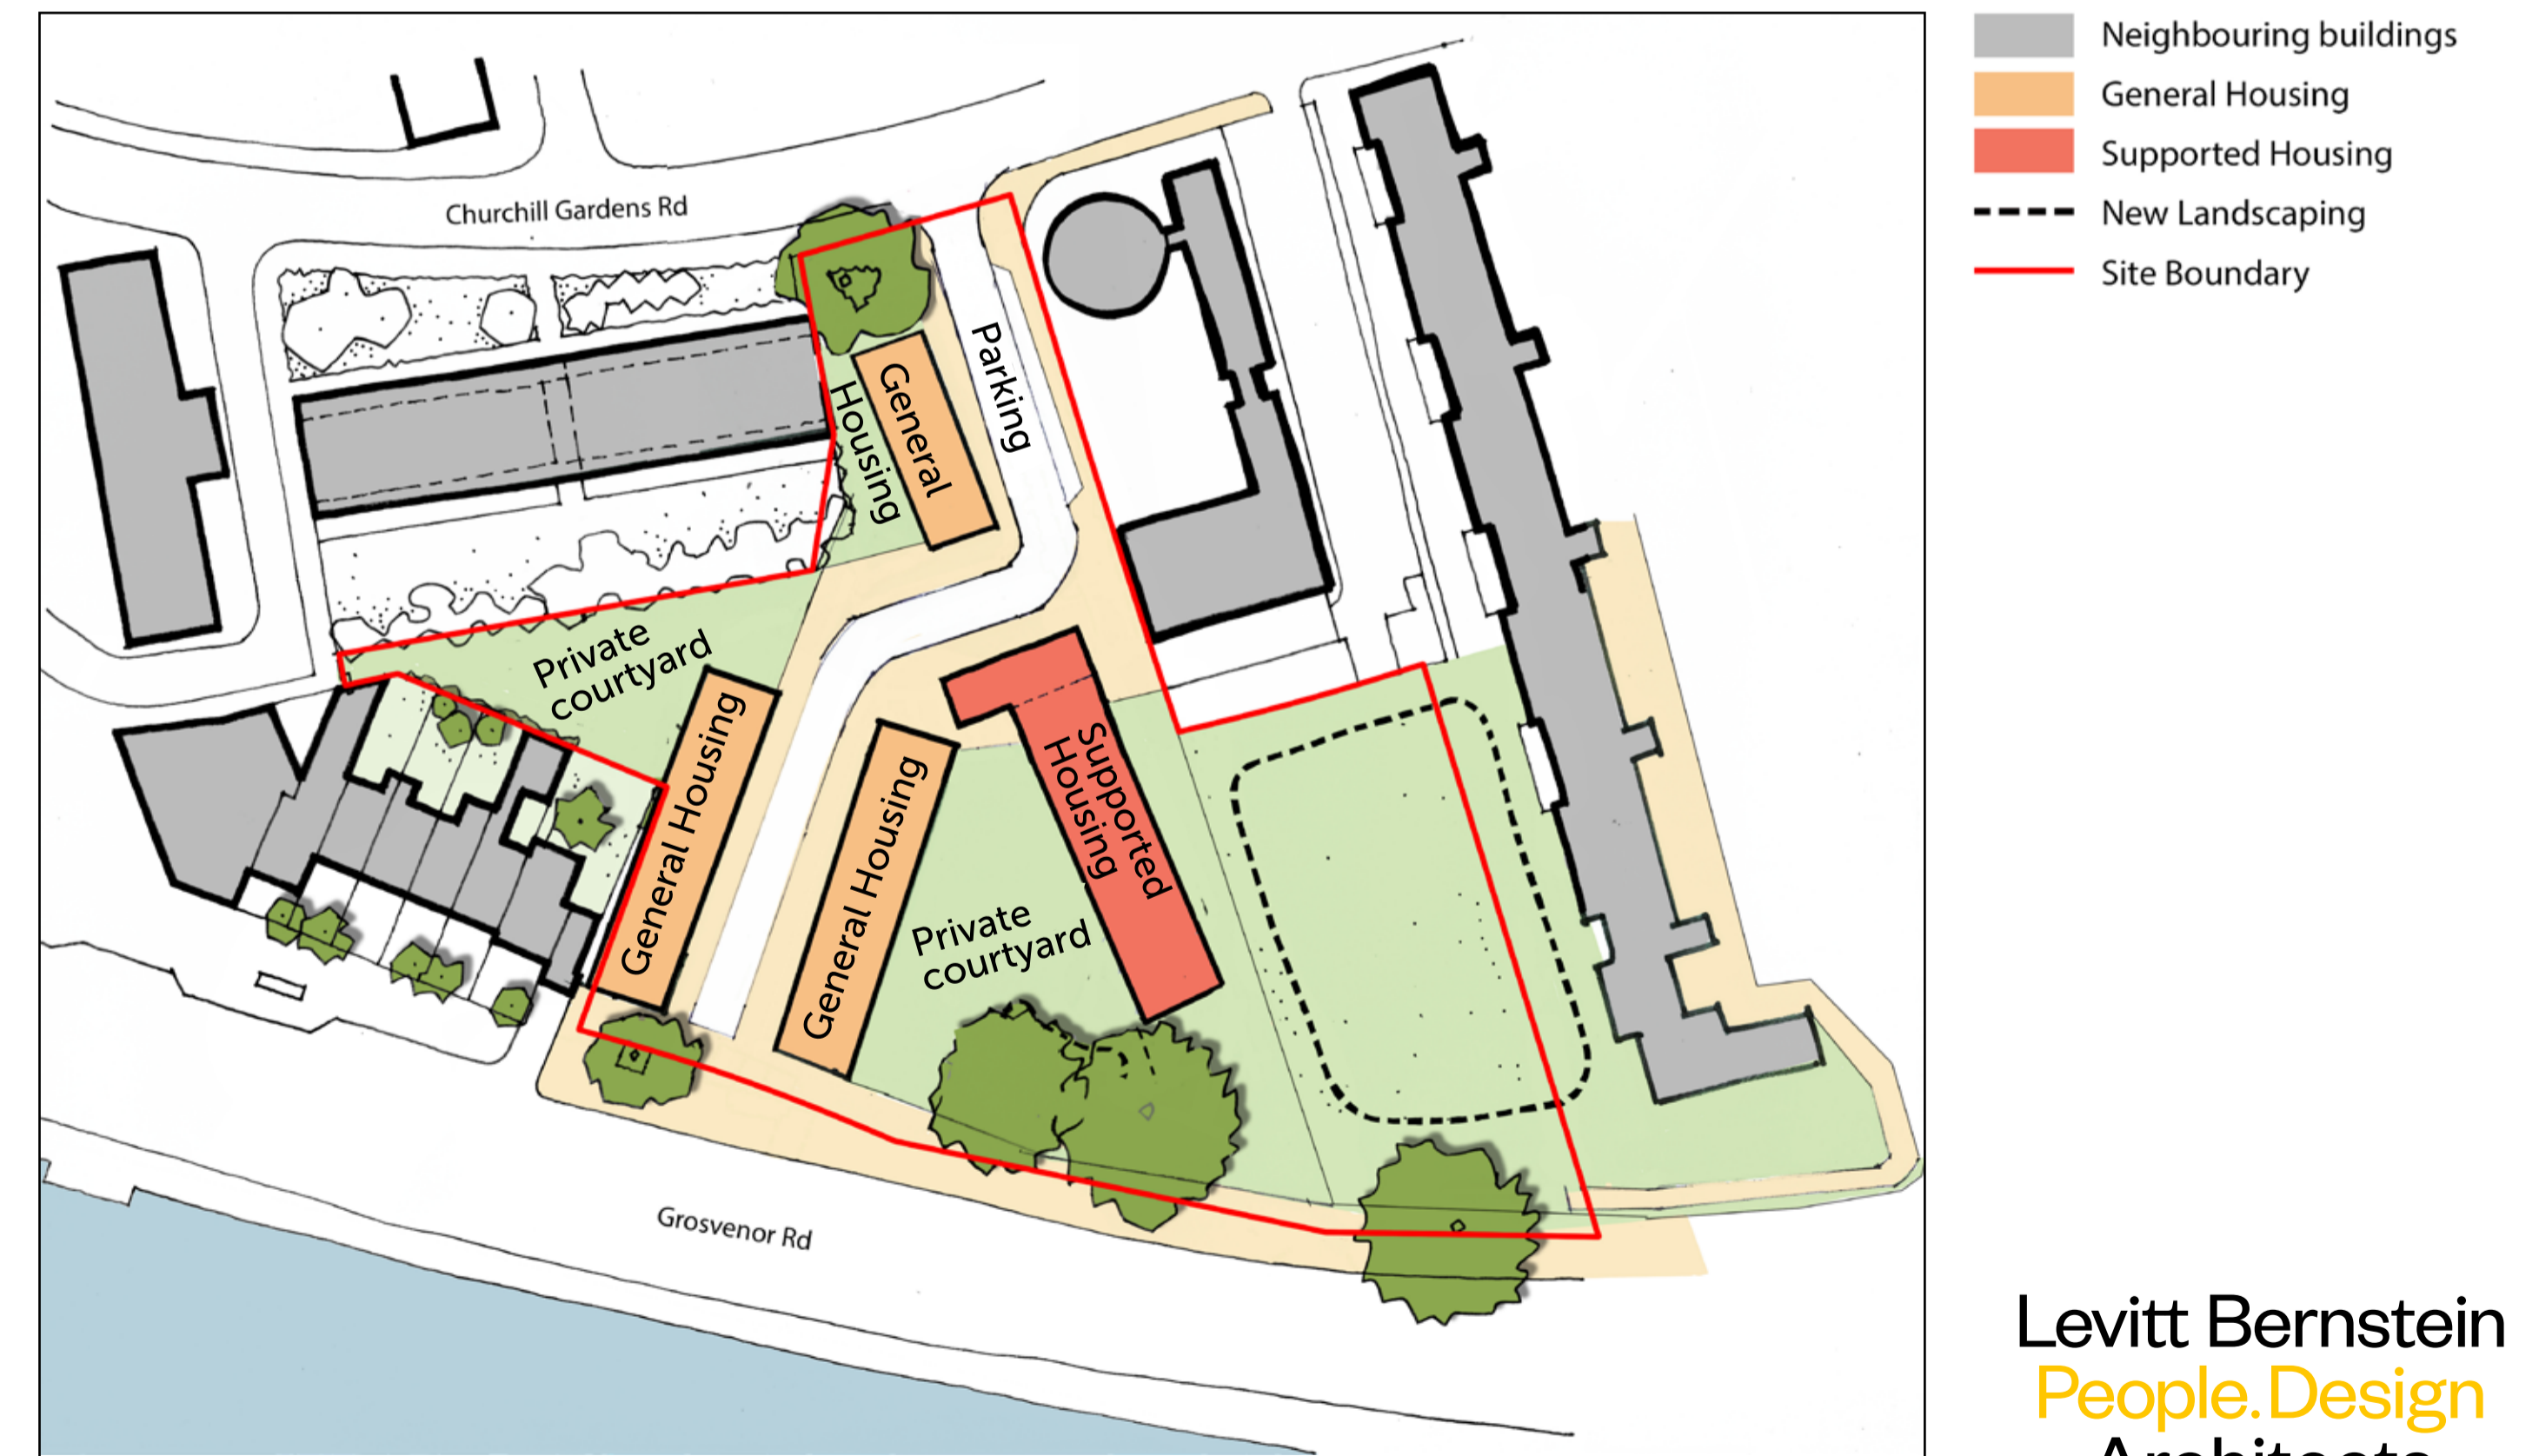 Neighbouring buildings
General Housing
Supported Housing
New Landscaping
Site Boundary
Churchill Gardens Rd
Parking
General
Housing
Private
courtyard
General Housing
General Housing
Supported
Housing
Private
courtyard
Grosvenor Rd
Levitt Bernstein
People.Design
Architects